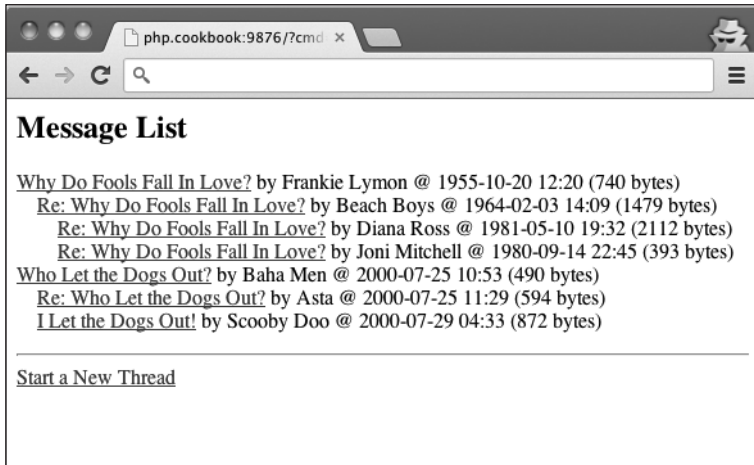 php.cookbook:9876/?cmd
Message List
Why Do Fools Fall In Love? by Frankie Lymon @ 1955-10-20 12:20 (740 bytes)
Re: Why Do Fools Fall In Love? by Beach Boys @ 1964-02-03 14:09 (1479 bytes)
Re: Why Do Fools Fall In Love? by Diana Ross @ 1981-05-10 19:32 (2112 bytes)
Re: Why Do Fools Fall In Love? by Joni Mitchell @ 1980-09-14 22:45 (393 bytes)
Who Let the Dogs Out? by Baha Men @ 2000-07-25 10:53 (490 bytes)
Re: Who Let the Dogs Out? by Asta @ 2000-07-25 11:29 (594 bytes)
I Let the Dogs Out! by Scooby Doo @ 2000-07-29 04:33 (872 bytes)
Start a New Thread